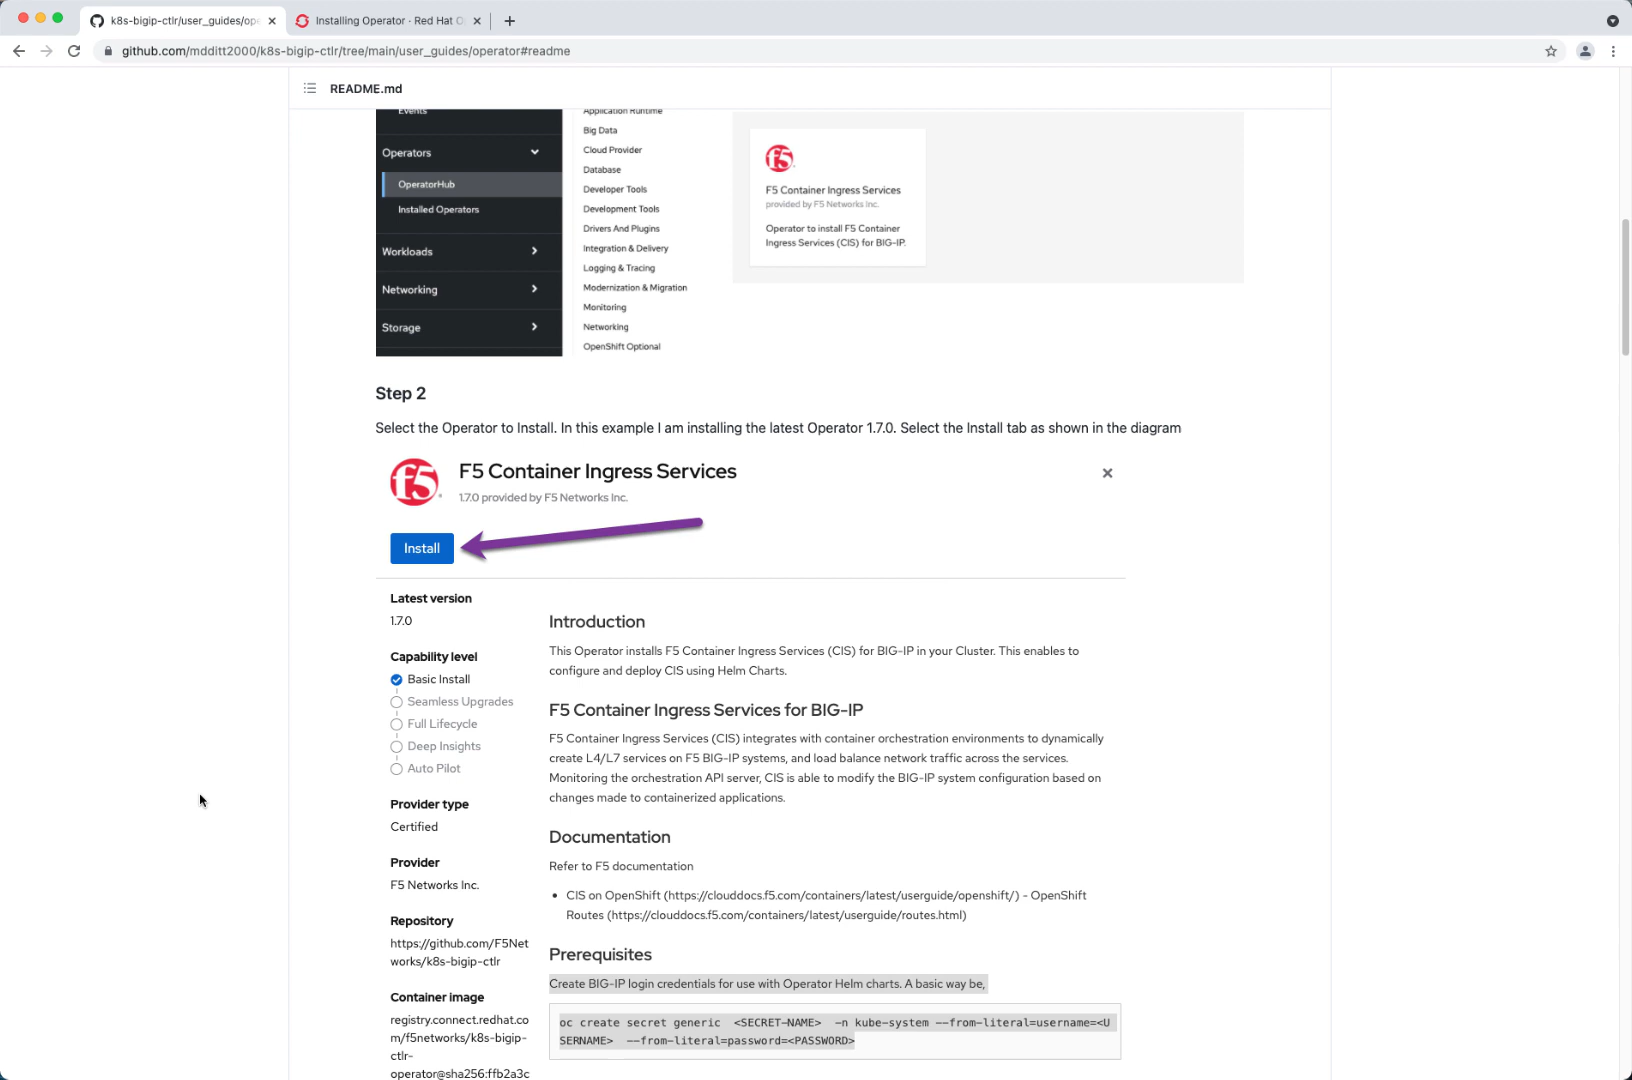 k8s-bigip-ctlr/user_guides/ope
Installing Operator · Red Hat O
github.com/mdditt2000/k8s-bigip-ctlr/tree/main/user_guides/operator#readme
README.md
Events
Operators
OperatorHub
Installed Operators
Workloads
Networking
Storage
Application Runtime
Big Data
Cloud Provider
Database
Developer Tools
Development Tools
Drivers And Plugins
Integration & Delivery
Logging & Tracing
Modernization & Migration
Monitoring
Networking
OpenShift Optional
f5
F5 Container Ingress Services
provided by F5 Networks Inc.
Operator to install F5 Container
Ingress Services (CIS) for BIG-IP.
Step 2
Select the Operator to Install. In this example I am installing the latest Operator 1.7.0. Select the Install tab as shown in the diagram
f5
F5 Container Ingress Services
1.7.0 provided by F5 Networks Inc.
Install
Latest version
1.7.0
Capability level
Basic Install
Seamless Upgrades
Full Lifecycle
Deep Insights
Auto Pilot
Provider type
Certified
Provider
F5 Networks Inc.
Repository
https://github.com/F5Net
works/k8s-bigip-ctlr
Container image
registry.connect.redhat.co
m/f5networks/k8s-bigip-
ctlr-
operator@sha256:ffb2a3c
Introduction
This Operator installs F5 Container Ingress Services (CIS) for BIG-IP in your Cluster. This enables to
configure and deploy CIS using Helm Charts.
F5 Container Ingress Services for BIG-IP
F5 Container Ingress Services (CIS) integrates with container orchestration environments to dynamically
create L4/L7 services on F5 BIG-IP systems, and load balance network traffic across the services.
Monitoring the orchestration API server, CIS is able to modify the BIG-IP system configuration based on
changes made to containerized applications.
Documentation
Refer to F5 documentation
• CIS on OpenShift (https://clouddocs.f5.com/containers/latest/userguide/openshift/) - OpenShift
Routes (https://clouddocs.f5.com/containers/latest/userguide/routes.html)
Prerequisites
Create BIG-IP login credentials for use with Operator Helm charts. A basic way be,
oc create secret generic <SECRET-NAME> -n kube-system --from-literal=username=<U
SERNAME> --from-literal=password=<PASSWORD>